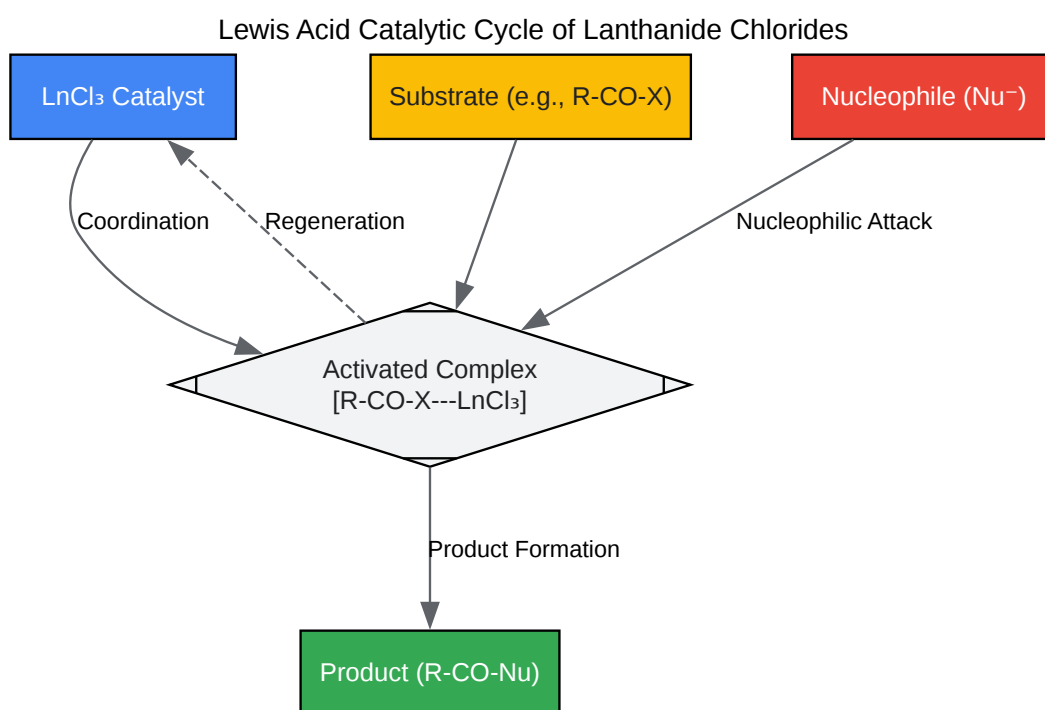 Lewis Acid Catalytic Cycle of Lanthanide Chlorides
LnCl₃ Catalyst
Substrate (e.g., R-CO-X)
Nucleophile (Nu⁻)
Coordination
Regeneration
Nucleophilic Attack
Activated Complex
[R-CO-X---LnCl₃]
Product Formation
Product (R-CO-Nu)